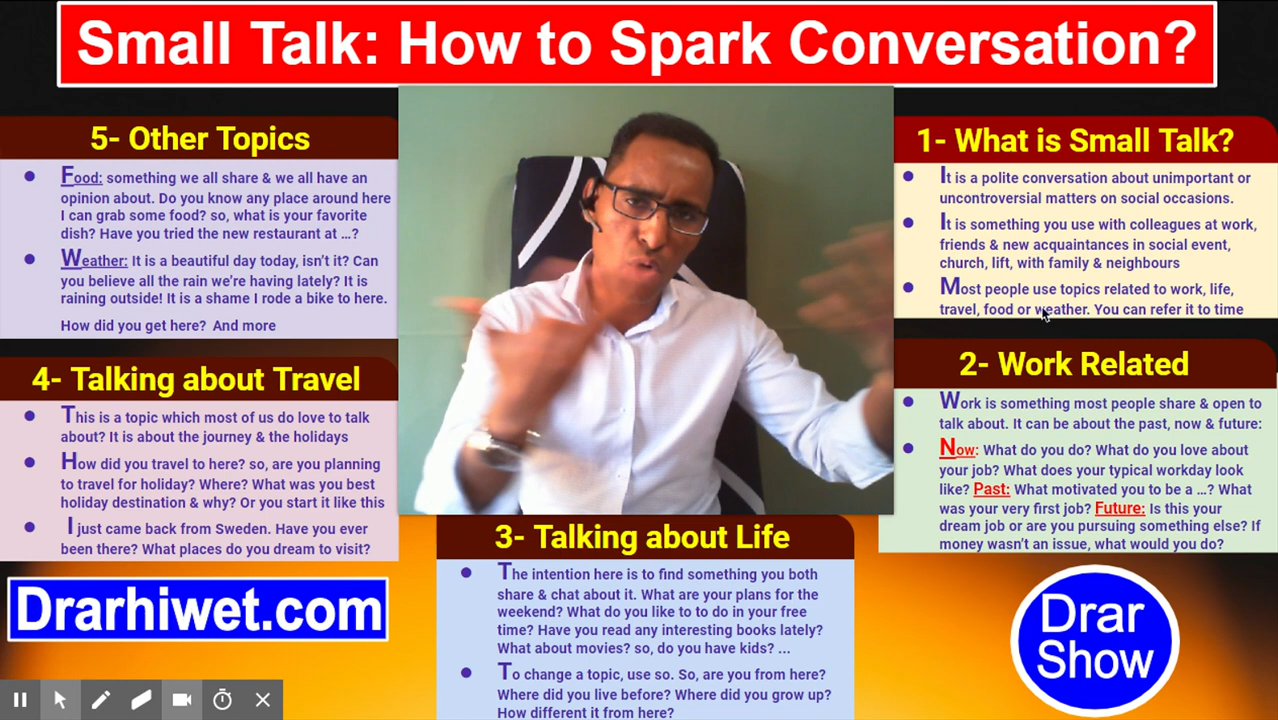 Small Talk: How to Spark Conversation?
1- What is Small Talk?
It is a polite conversation about unimportant or
uncontroversial matters on social occasions.
It is something you use with colleagues at work,
friends & new acquaintances in social event,
church, lift, with family & neighbours
Most people use topics related to work, life,
travel, food or weather. You can refer it to time
2- Work Related
Work is something most people share & open to
talk about. It can be about the past, now & future:
Now: What do you do? What do you love about
your job? What does your typical workday look
like? Past: What motivated you to be a ...? What
was your very first job? Future: Is this your
dream job or are you pursuing something else? If
money wasn't an issue, what would you do?
3- Talking about Life
The intention here is to find something you both
share & chat about it. What are your plans for the
weekend? What do you like to to do in your free
time? Have you read any interesting books lately?
What about movies? so, do you have kids? ...
To change a topic, use so. So, are you from here?
Where did you live before? Where did you grow up?
How different it from here?
4- Talking about Travel
This is a topic which most of us do love to talk
about? It is about the journey & the holidays
How did you travel to here? so, are you planning
to travel for holiday? Where? What was you best
holiday destination & why? Or you start it like this
I just came back from Sweden. Have you ever
been there? What places do you dream to visit?
5- Other Topics
Food: something we all share & we all have an
opinion about. Do you know any place around here
I can grab some food? so, what is your favorite
dish? Have you tried the new restaurant at ...?
Weather: It is a beautiful day today, isn't it? Can
you believe all the rain we're having lately? It is
raining outside! It is a shame I rode a bike to here.
How did you get here? And more
Drarhiwet.com
Drar
Show